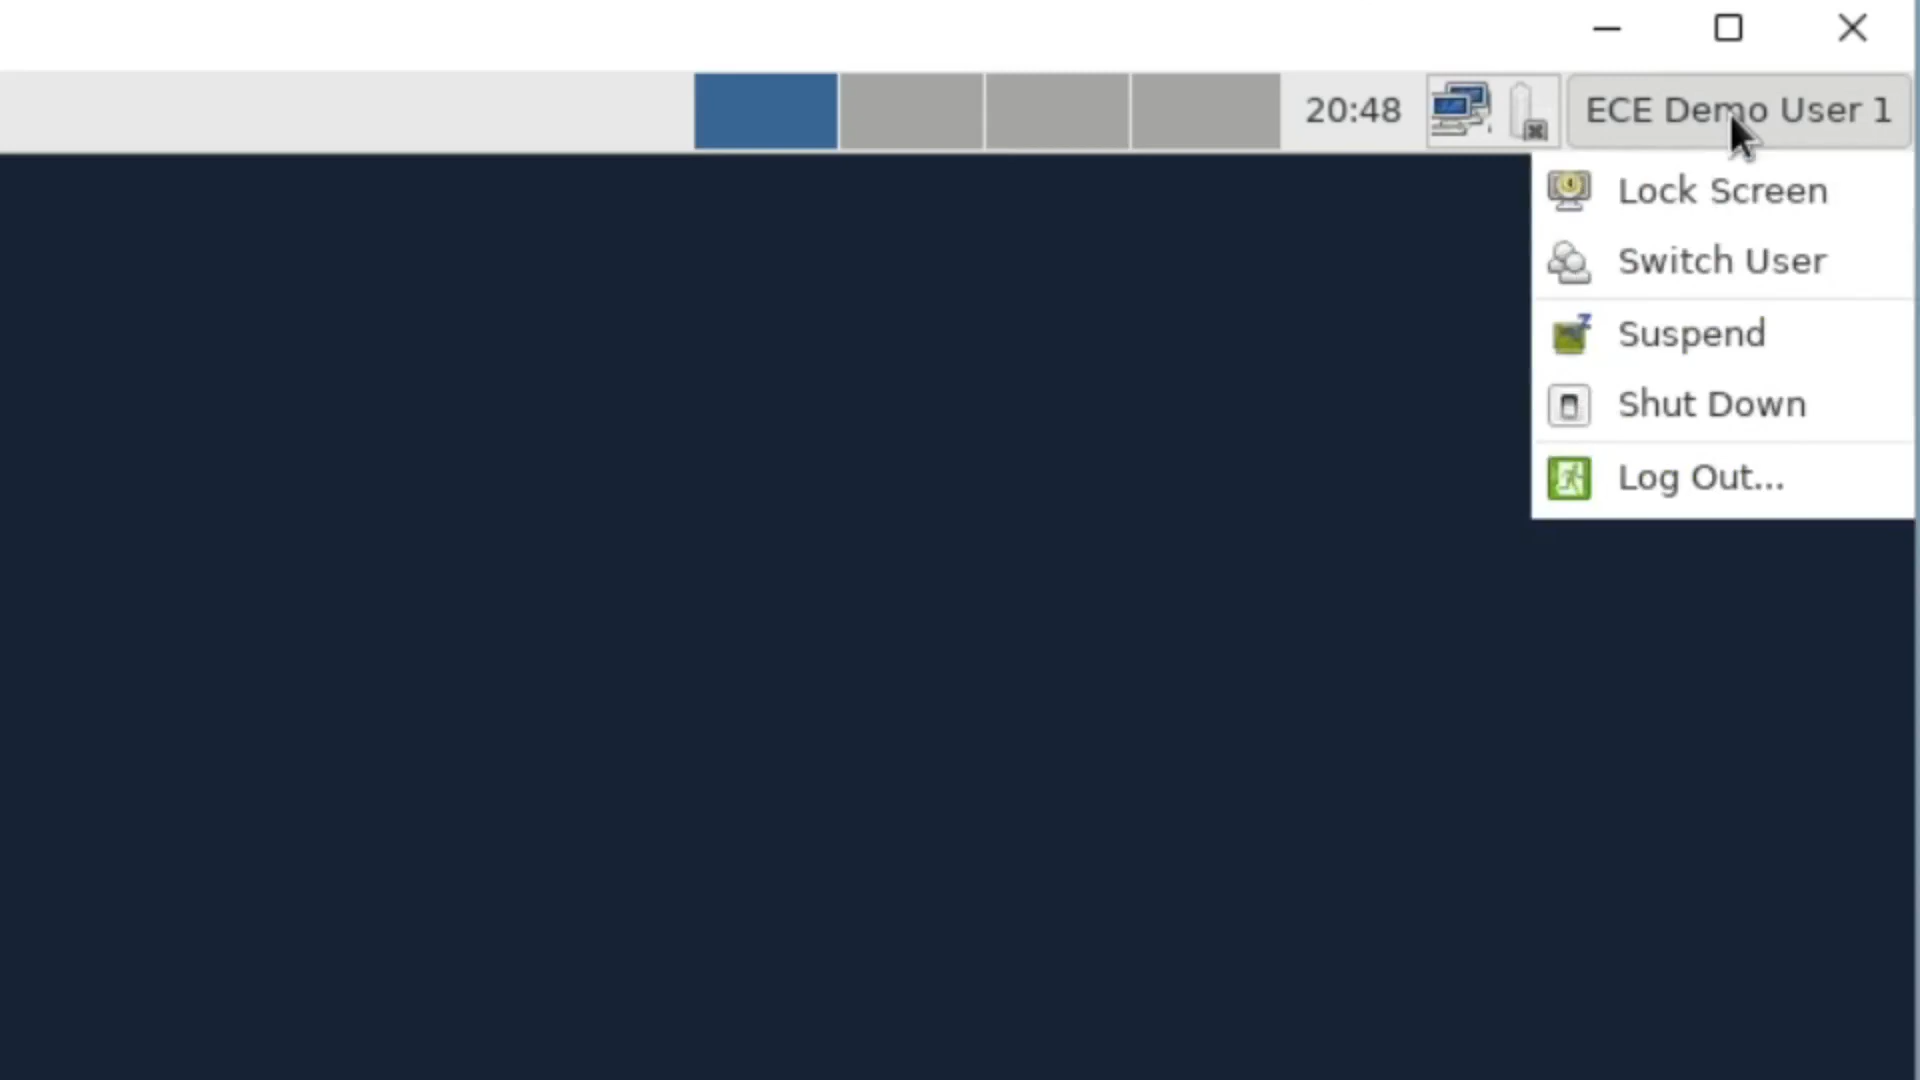 20:48
ECE Demo User 1
Lock Screen
Switch User
Suspend
Shut Down
Log Out...